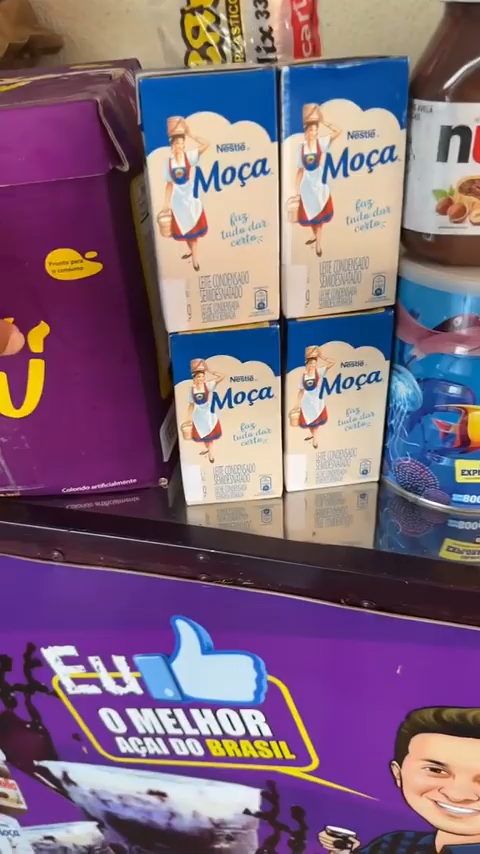 Nestlé
Moça
faz
tudo dar
certo
LEITE CONDENSADO
SEMIDESNATADO
Nestlé
Moça
faz
tudo dar
certo
LEITE CONDENSADO
SEMIDESNATADO
Pronto para
o consumo.
Colorido artificialmente
Nestlé
Moça
faz
tudo dar
certo
LEITE CONDENSADO
SEMIDESNATADO
Nestlé
Moça
faz
tudo dar
certo
LEITE CONDENSADO
SEMIDESNATADO
800
EU
O MELHOR
AÇAÍ DO BRASIL